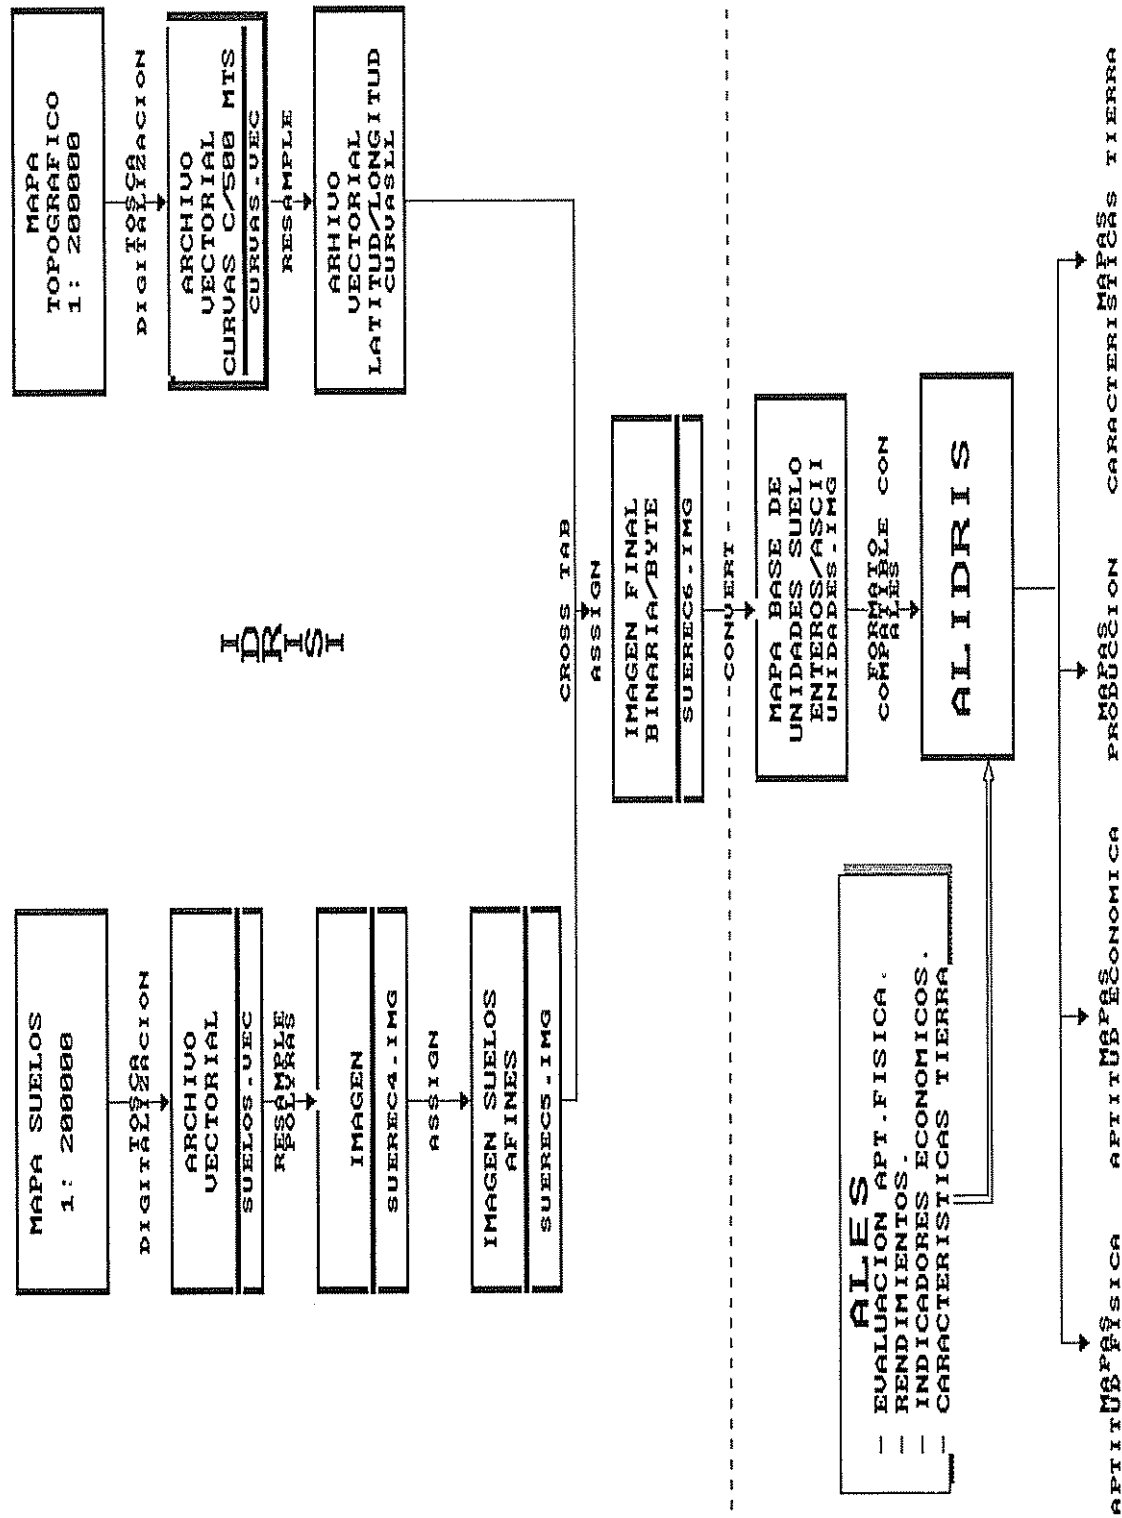 MAPA SUELOS
1: 200000
TOSCA
DIGITALIZACION
ARCHIVO
VECTORIAL
SUELOS.VEC
RESAMPLE
POLYRAS
IMAGEN
SUEREC4.IMG
ASSIGN
IMAGEN SUELOS
AFINES
SUEREC5.IMG
IDRISI
MAPA
TOPOGRAFICO
1: 200000
TOSCA
DIGITALIZACION
ARCHIVO
VECTORIAL
CURVAS C/500 MTS
CURVAS.VEC
RESAMPLE
ARHIVO
VECTORIAL
LATITUD/LONGITUD
CURVASLL
CROSS TAB
ASSIGN
IMAGEN FINAL
BINARIA/BYTE
SUEREC6.IMG
CONVERT
MAPA BASE DE
UNIDADES SUELO
ENTEROS/ASCII
UNIDADES.IMG
FORMATO
COMPATIBLE CON
ALES
ALES
- EVALUACION APT.FISICA.
- RENDIMIENTOS.
- INDICADORES ECONOMICOS.
- CARACTERISTICAS TIERRA
ALIDRIS
MAPAS
APTITUD FISICA
MAPAS
APTITUD ECONOMICA
MAPAS
PRODUCCION
MAPAS
CARACTERISTICAS TIERRA